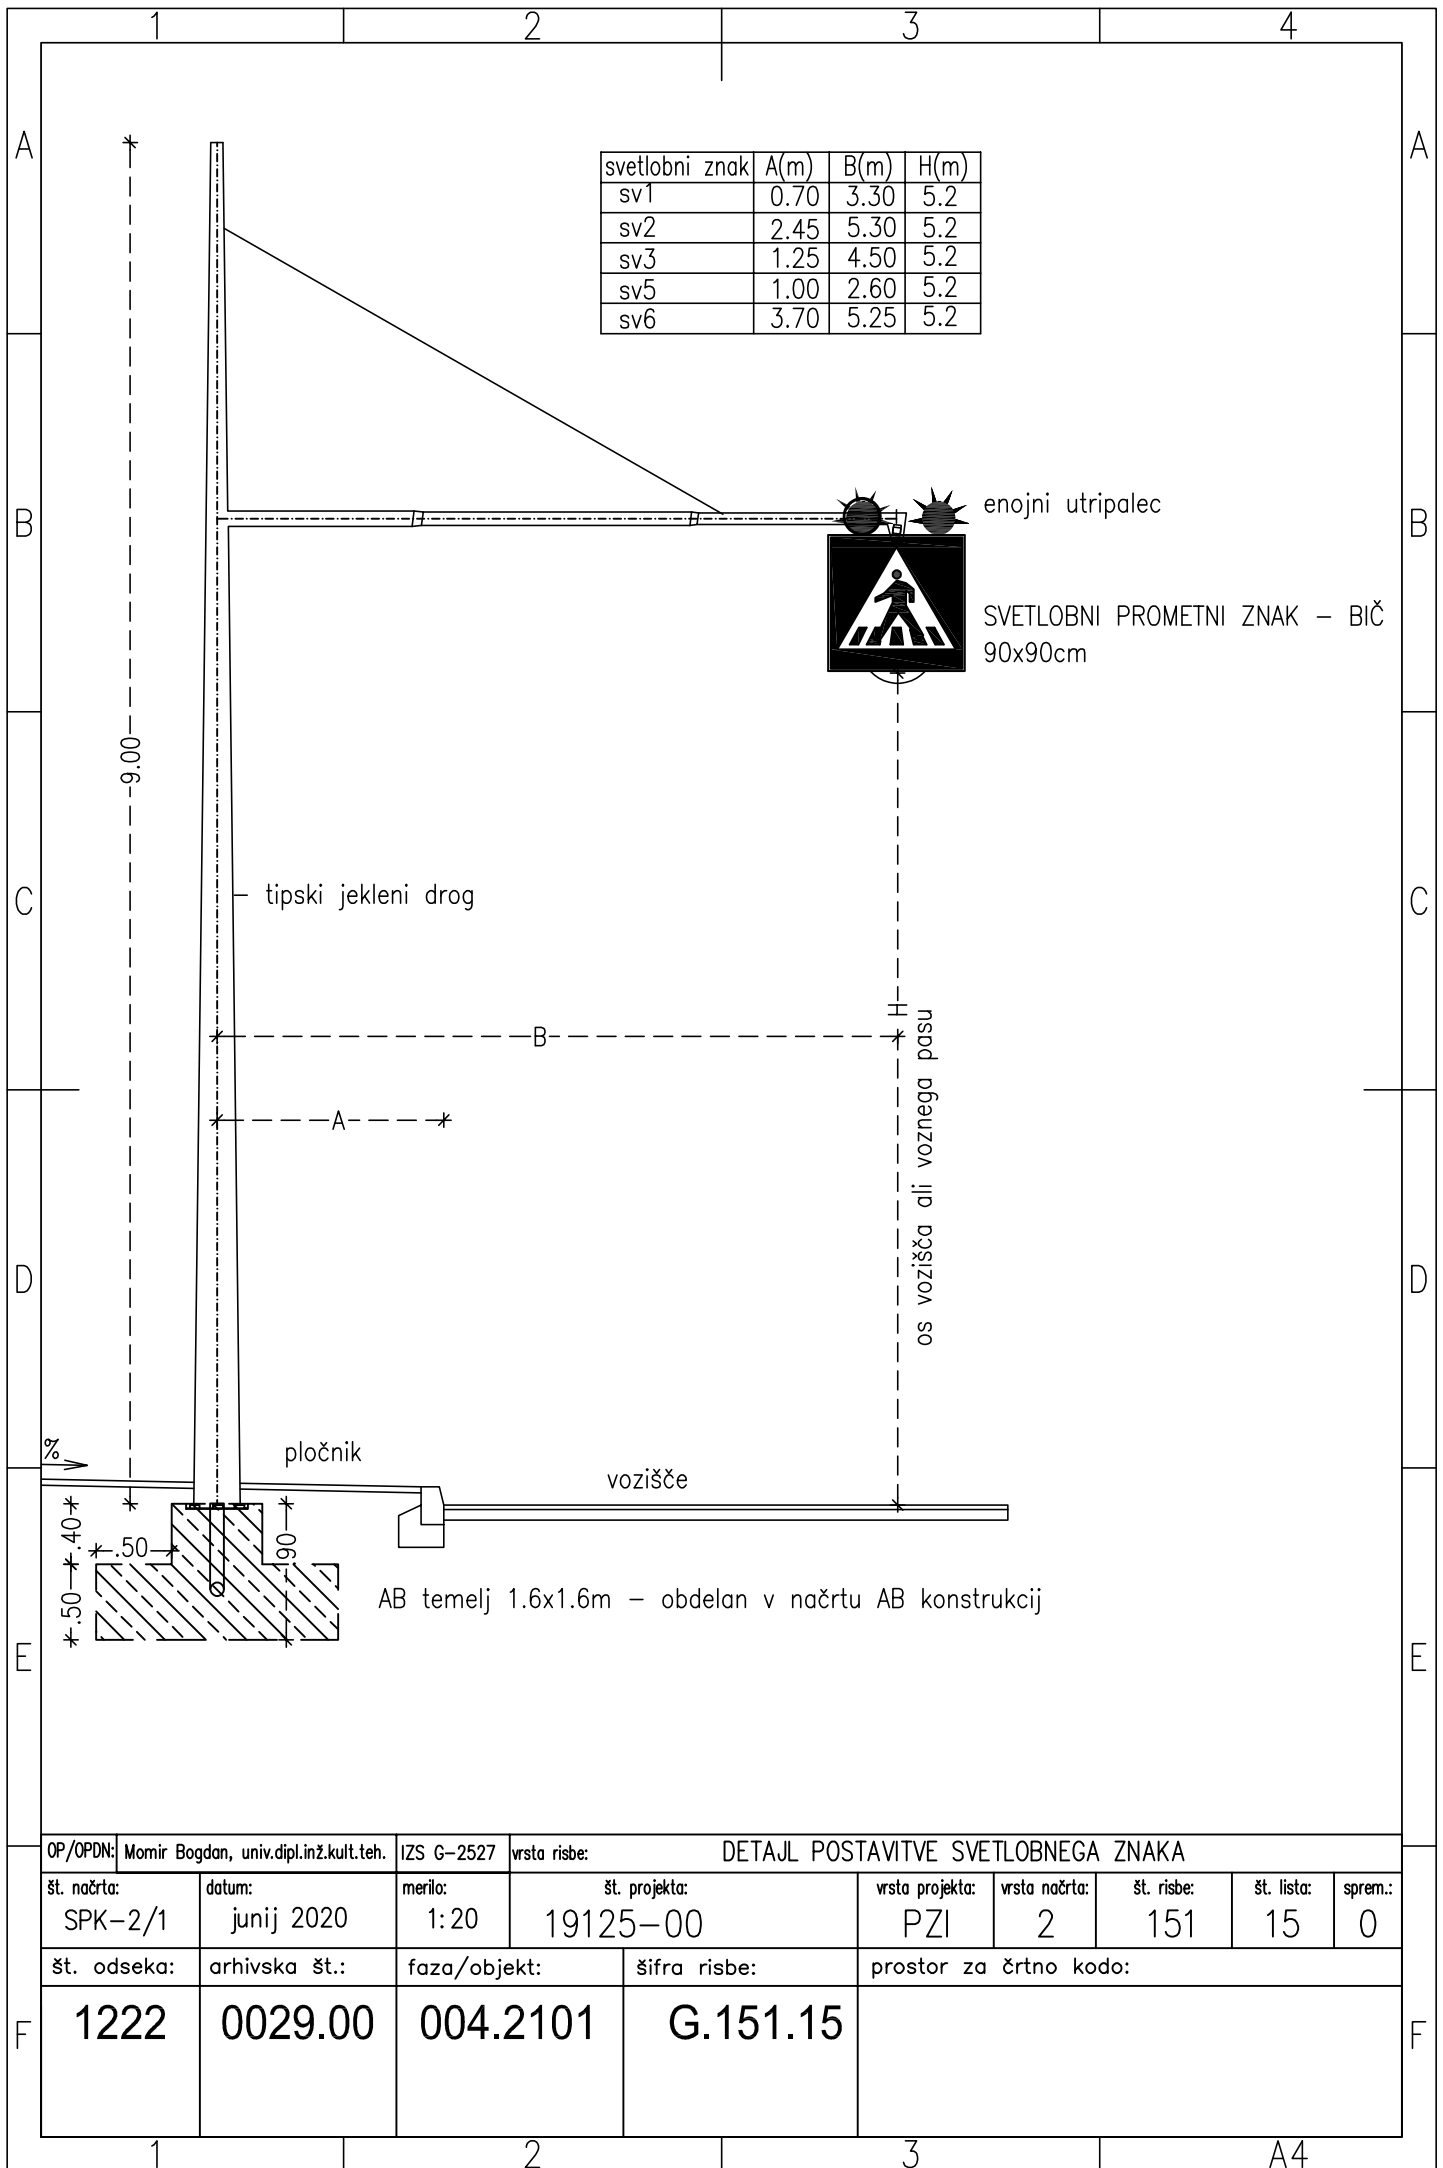 1 2 3 4
A A
svetlobni znak A(m) B(m) H(m)
sv1 0.70 3.30 5.2
sv2 2.45 5.30 5.2
sv3 1.25 4.50 5.2
sv5 1.00 2.60 5.2
sv6 3.70 5.25 5.2
B B
enojni utripalec
SVETLOBNI PROMETNI ZNAK – BIČ
90x90cm
9.00
C C
tipski jekleni drog
H
B
A
os vozišča ali voznega pasu
D D
%
pločnik
vozišče
.40
.50
.90
.50
AB temelj 1.6x1.6m – obdelan v načrtu AB konstrukcij
E E
OP/OPDN: Momir Bogdan, univ.dipl.inž.kult.teh. IZS G–2527 vrsta risbe: DETAJL POSTAVITVE SVETLOBNEGA ZNAKA
št. načrta: datum: merilo: št. projekta: vrsta projekta: vrsta načrta: št. risbe: št. lista: sprem.:
SPK–2/1 junij 2020 1:20 19125–00 PZI 2 151 15 0
št. odseka: arhivska št.: faza/objekt: šifra risbe: prostor za črtno kodo:
1222 0029.00 004.2101 G.151.15
F F
1 2 3 A4